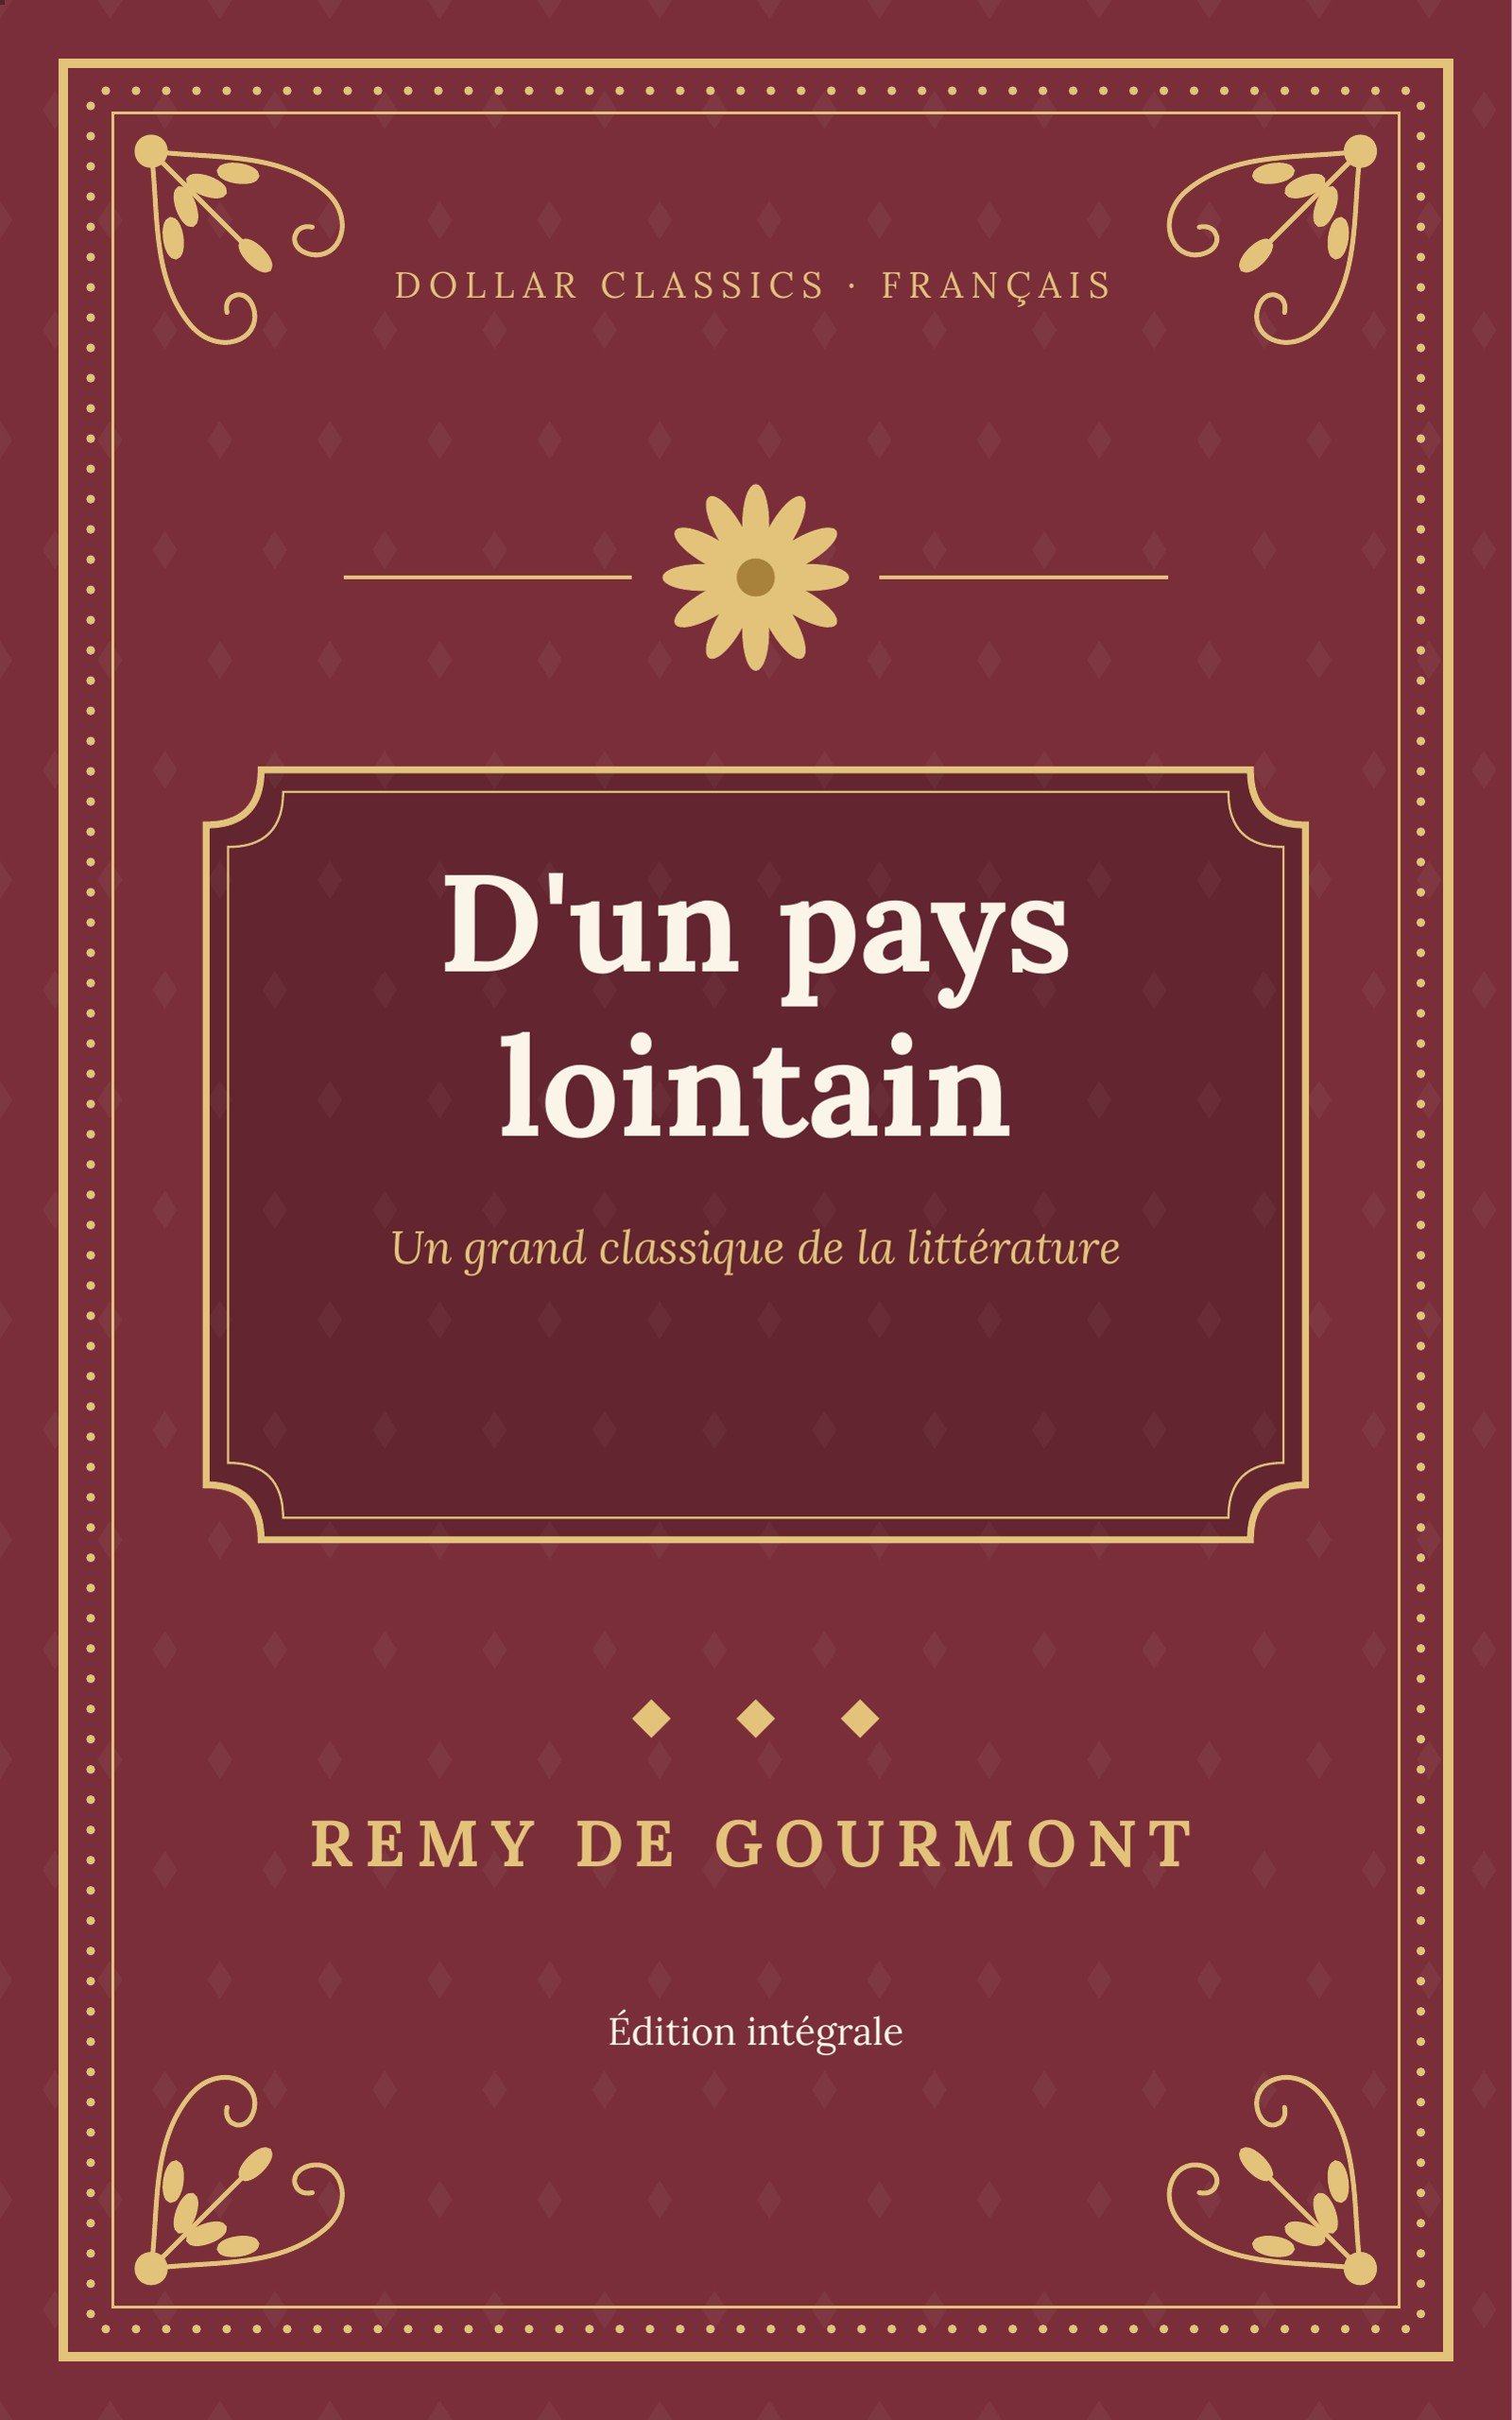 DOLLAR CLASSICS · FRANÇAIS
D'un pays
lointain
Un grand classique de la littérature
REMY DE GOURMONT
Édition intégrale